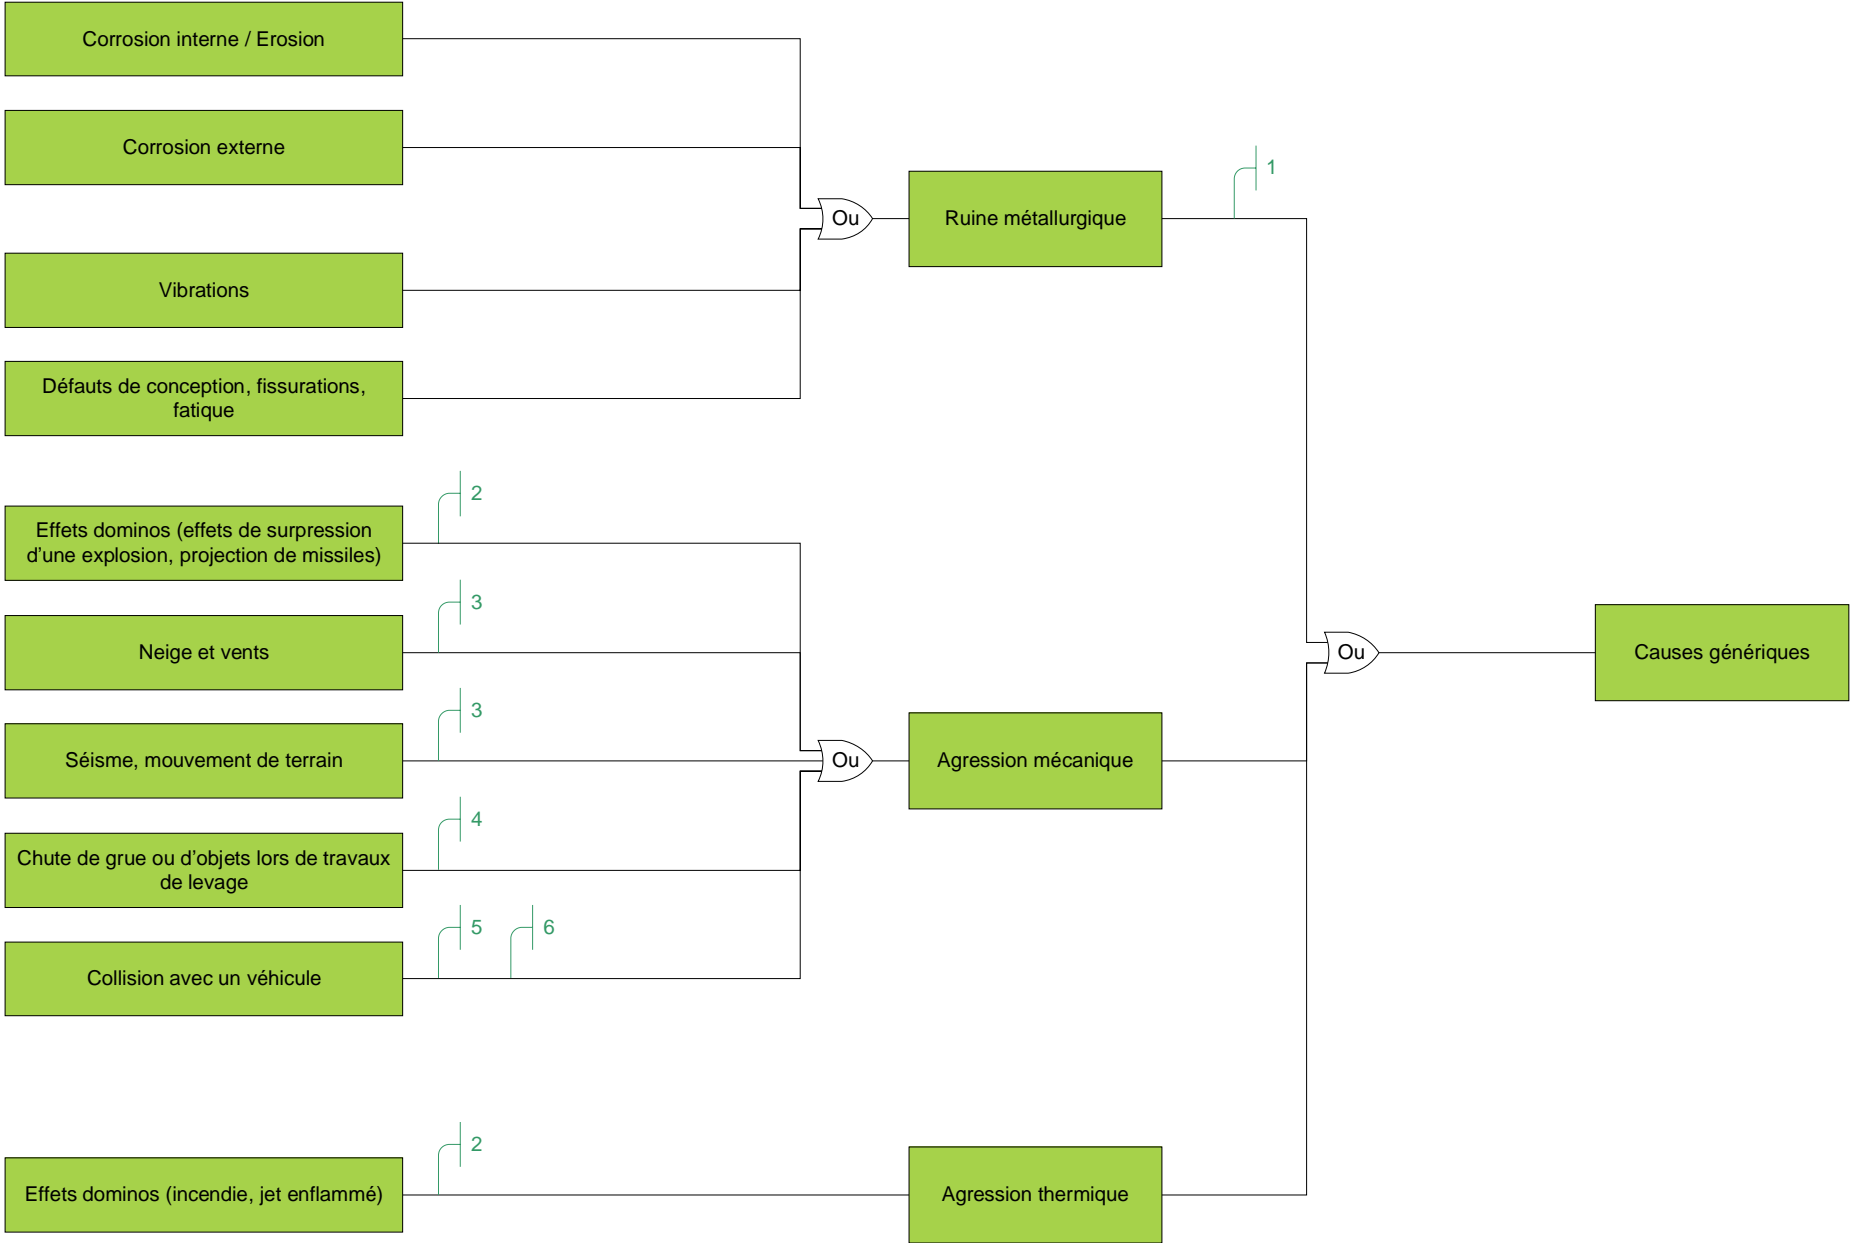 Corrosion interne / Erosion
Corrosion externe
1
Ou
Ruine métallurgique
Vibrations
Défauts de conception, fissurations,
fatique
2
Effets dominos (effets de surpression
d'une explosion, projection de missiles)
3
Neige et vents
Ou
Causes génériques
3
Séisme, mouvement de terrain
Ou
Agression mécanique
4
Chute de grue ou d'objets lors de travaux
de levage
5
6
Collision avec un véhicule
2
Effets dominos (incendie, jet enflammé)
Agression thermique